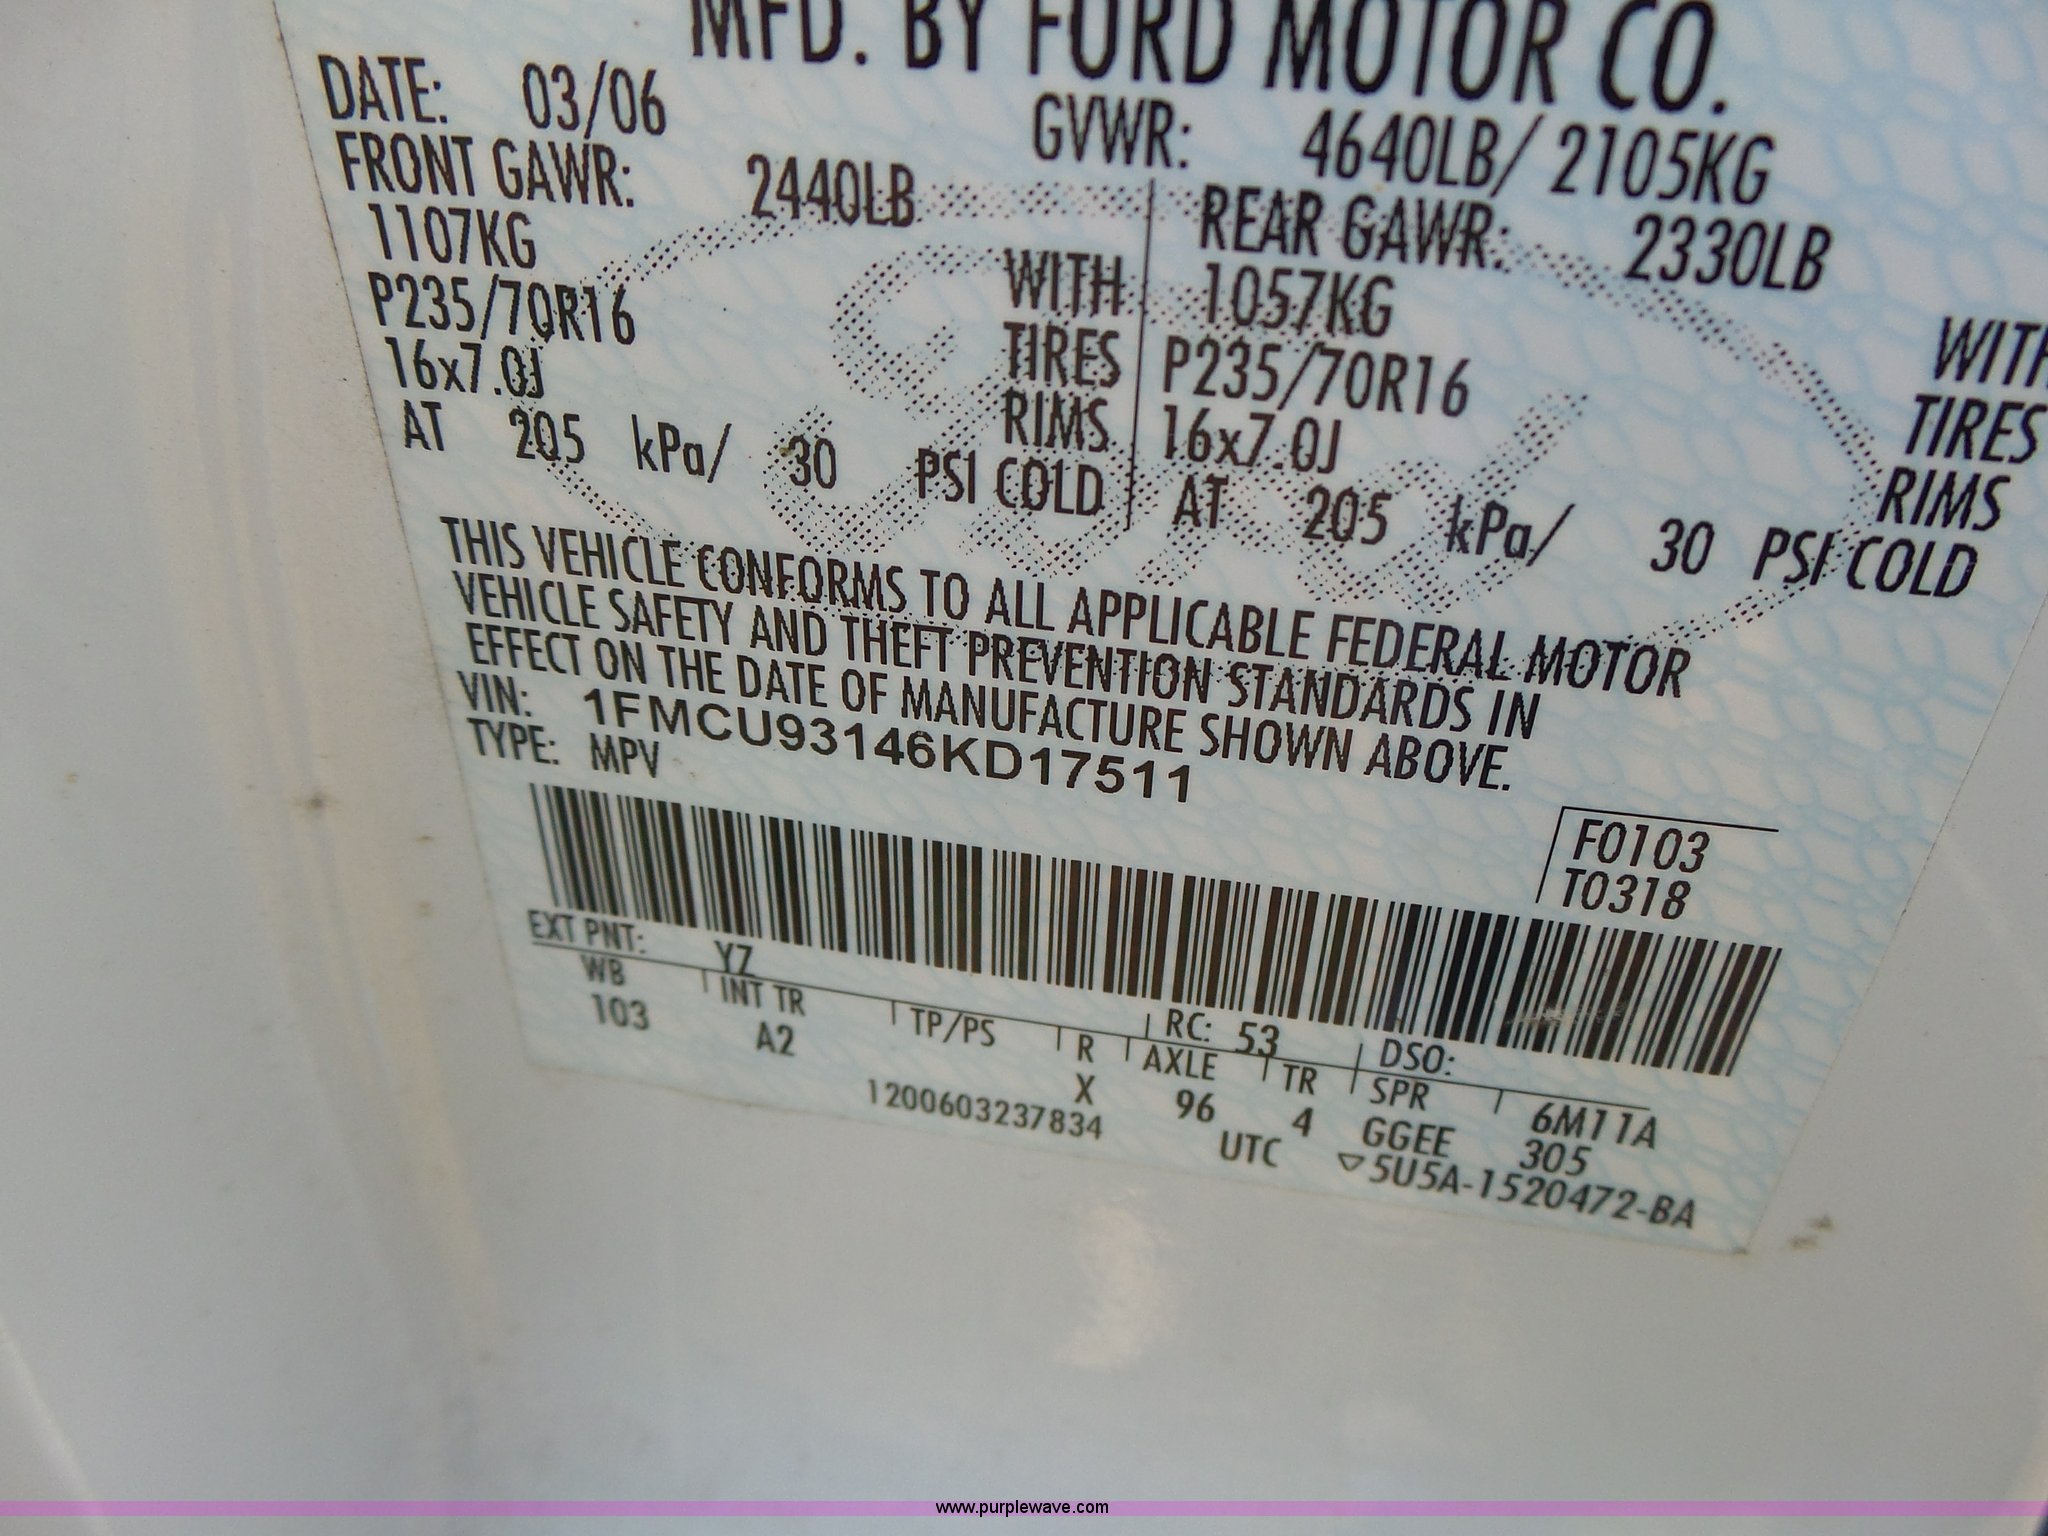 MFD. BY FORD MOTOR CO.
DATE: 03/06 GVWR: 4640LB/ 2105KG
FRONT GAWR: 2440LB REAR GAWR: 2330LB
1107KG WITH 1057KG WITH
P235/70R16 TIRES P235/70R16 TIRES
16x7.0J RIMS 16x7.0J RIMS
AT 205 kPa/ 30 PSI COLD AT 205 kPa/ 30 PSI COLD
THIS VEHICLE CONFORMS TO ALL APPLICABLE FEDERAL MOTOR
VEHICLE SAFETY AND THEFT PREVENTION STANDARDS IN
EFFECT ON THE DATE OF MANUFACTURE SHOWN ABOVE.
VIN: 1FMCU93146KD17511
TYPE: MPV
F0103
T0318
EXT PNT: YZ RC: 53 DSO:
WB INT TR TP/PS R AXLE TR SPR
103 A2 X 96 4 GGEE 6M11A
305
1200603237834 UTC ▽5U5A-1520472-BA
www.purplewave.com